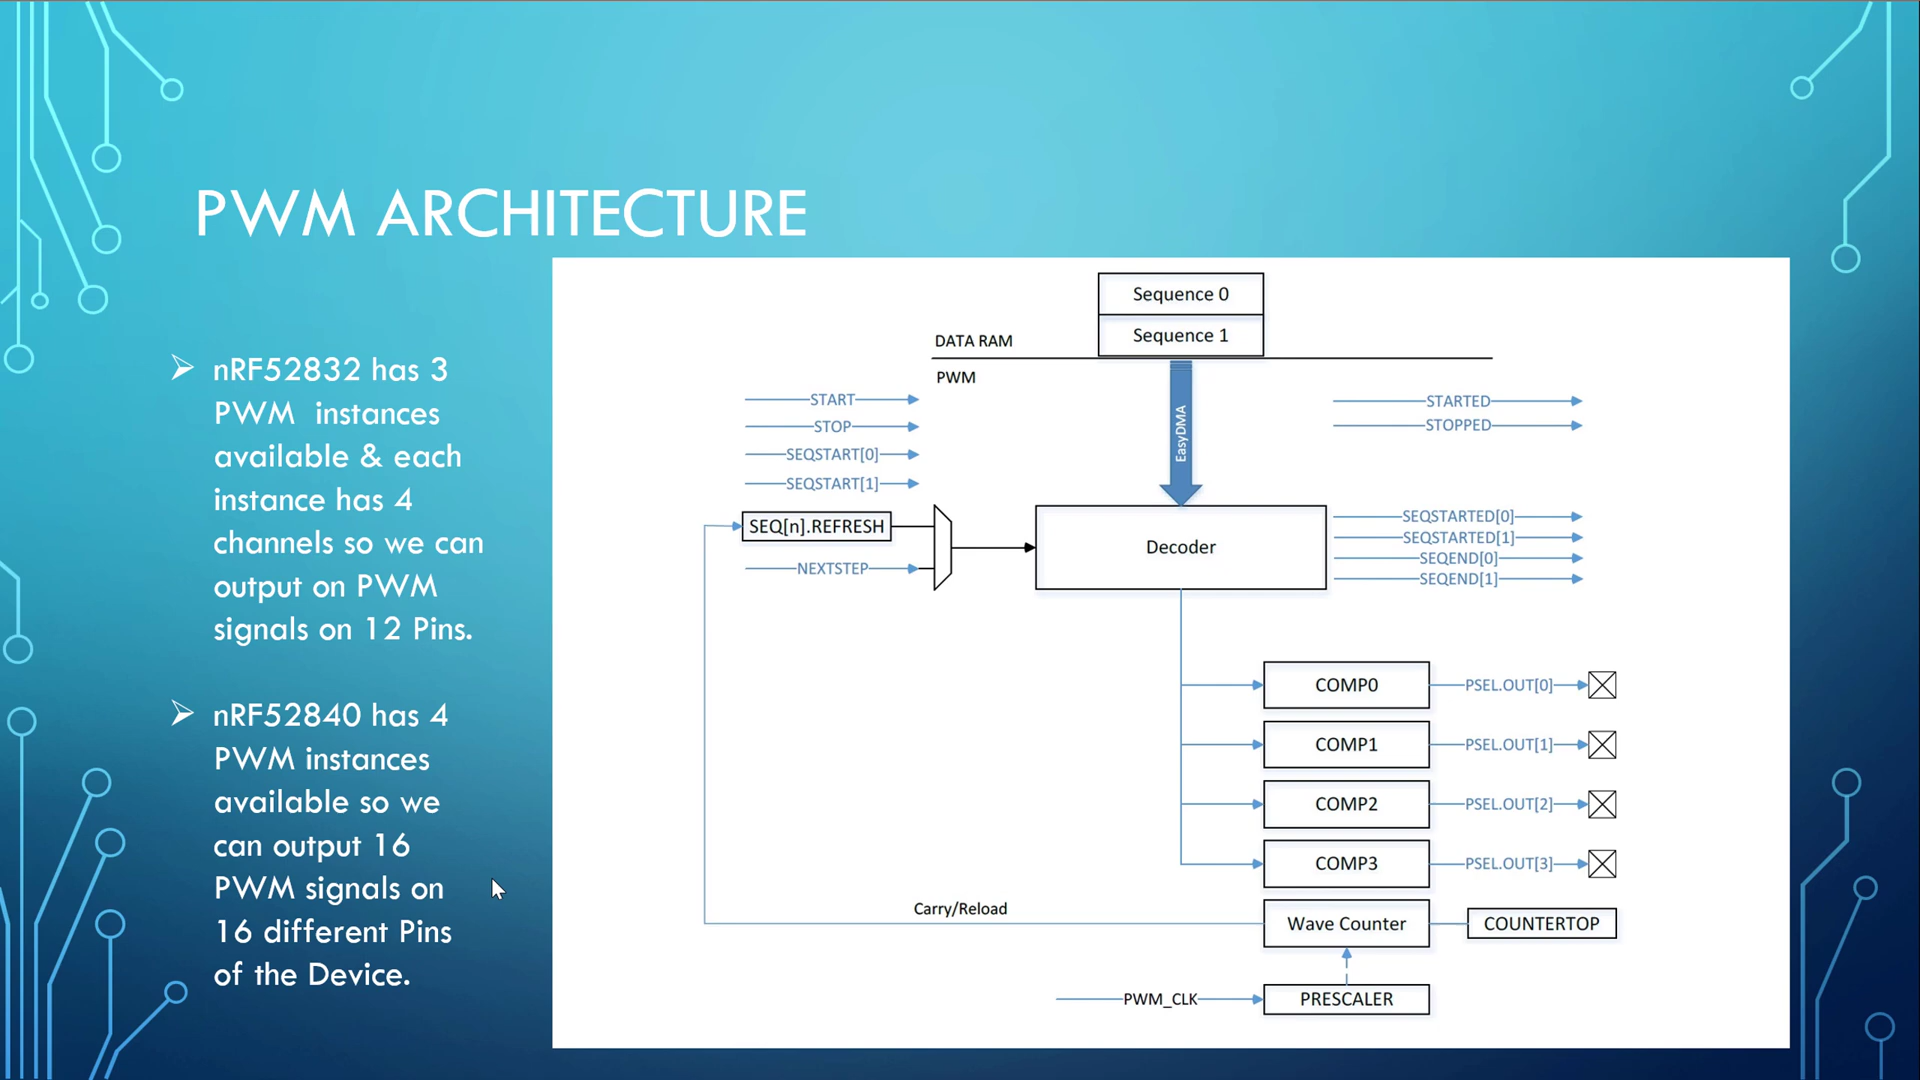 PWM ARCHITECTURE
nRF52832 has 3
PWM instances
available & each
instance has 4
channels so we can
output on PWM
signals on 12 Pins.
nRF52840 has 4
PWM instances
available so we
can output 16
PWM signals on
16 different Pins
of the Device.
Sequence 0
Sequence 1
DATA RAM
PWM
EasyDMA
START
STOP
SEQSTART[0]
SEQSTART[1]
SEQ[n].REFRESH
NEXTSTEP
Decoder
STARTED
STOPPED
SEQSTARTED[0]
SEQSTARTED[1]
SEQEND[0]
SEQEND[1]
COMP0
PSEL.OUT[0]
COMP1
PSEL.OUT[1]
COMP2
PSEL.OUT[2]
COMP3
PSEL.OUT[3]
Carry/Reload
Wave Counter
COUNTERTOP
PWM_CLK
PRESCALER